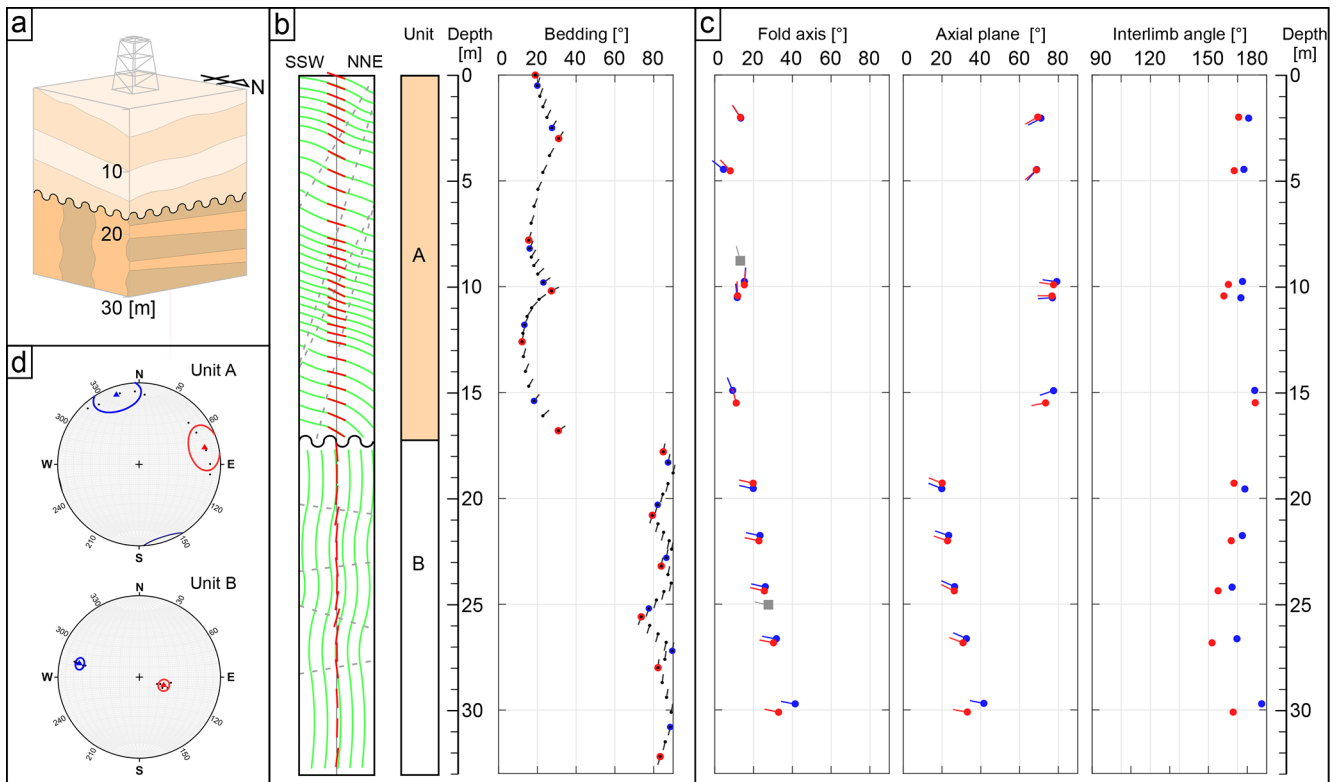 a
N
10
20
30 [m]
b
Unit
Depth
[m]
Bedding [°]
0 20 40 60 80
SSW NNE
A
B
0
5
10
15
20
25
30
c
Fold axis [°]
Axial plane [°]
Interlimb angle [°]
Depth
[m]
0 20 40 60 80
0 20 40 60 80
90 120 150 180
0
5
10
15
20
25
30
d
Unit A
N
30
60
E
120
150
S
210
240
W
300
330
Unit B
N
30
60
E
120
150
S
210
240
W
300
330